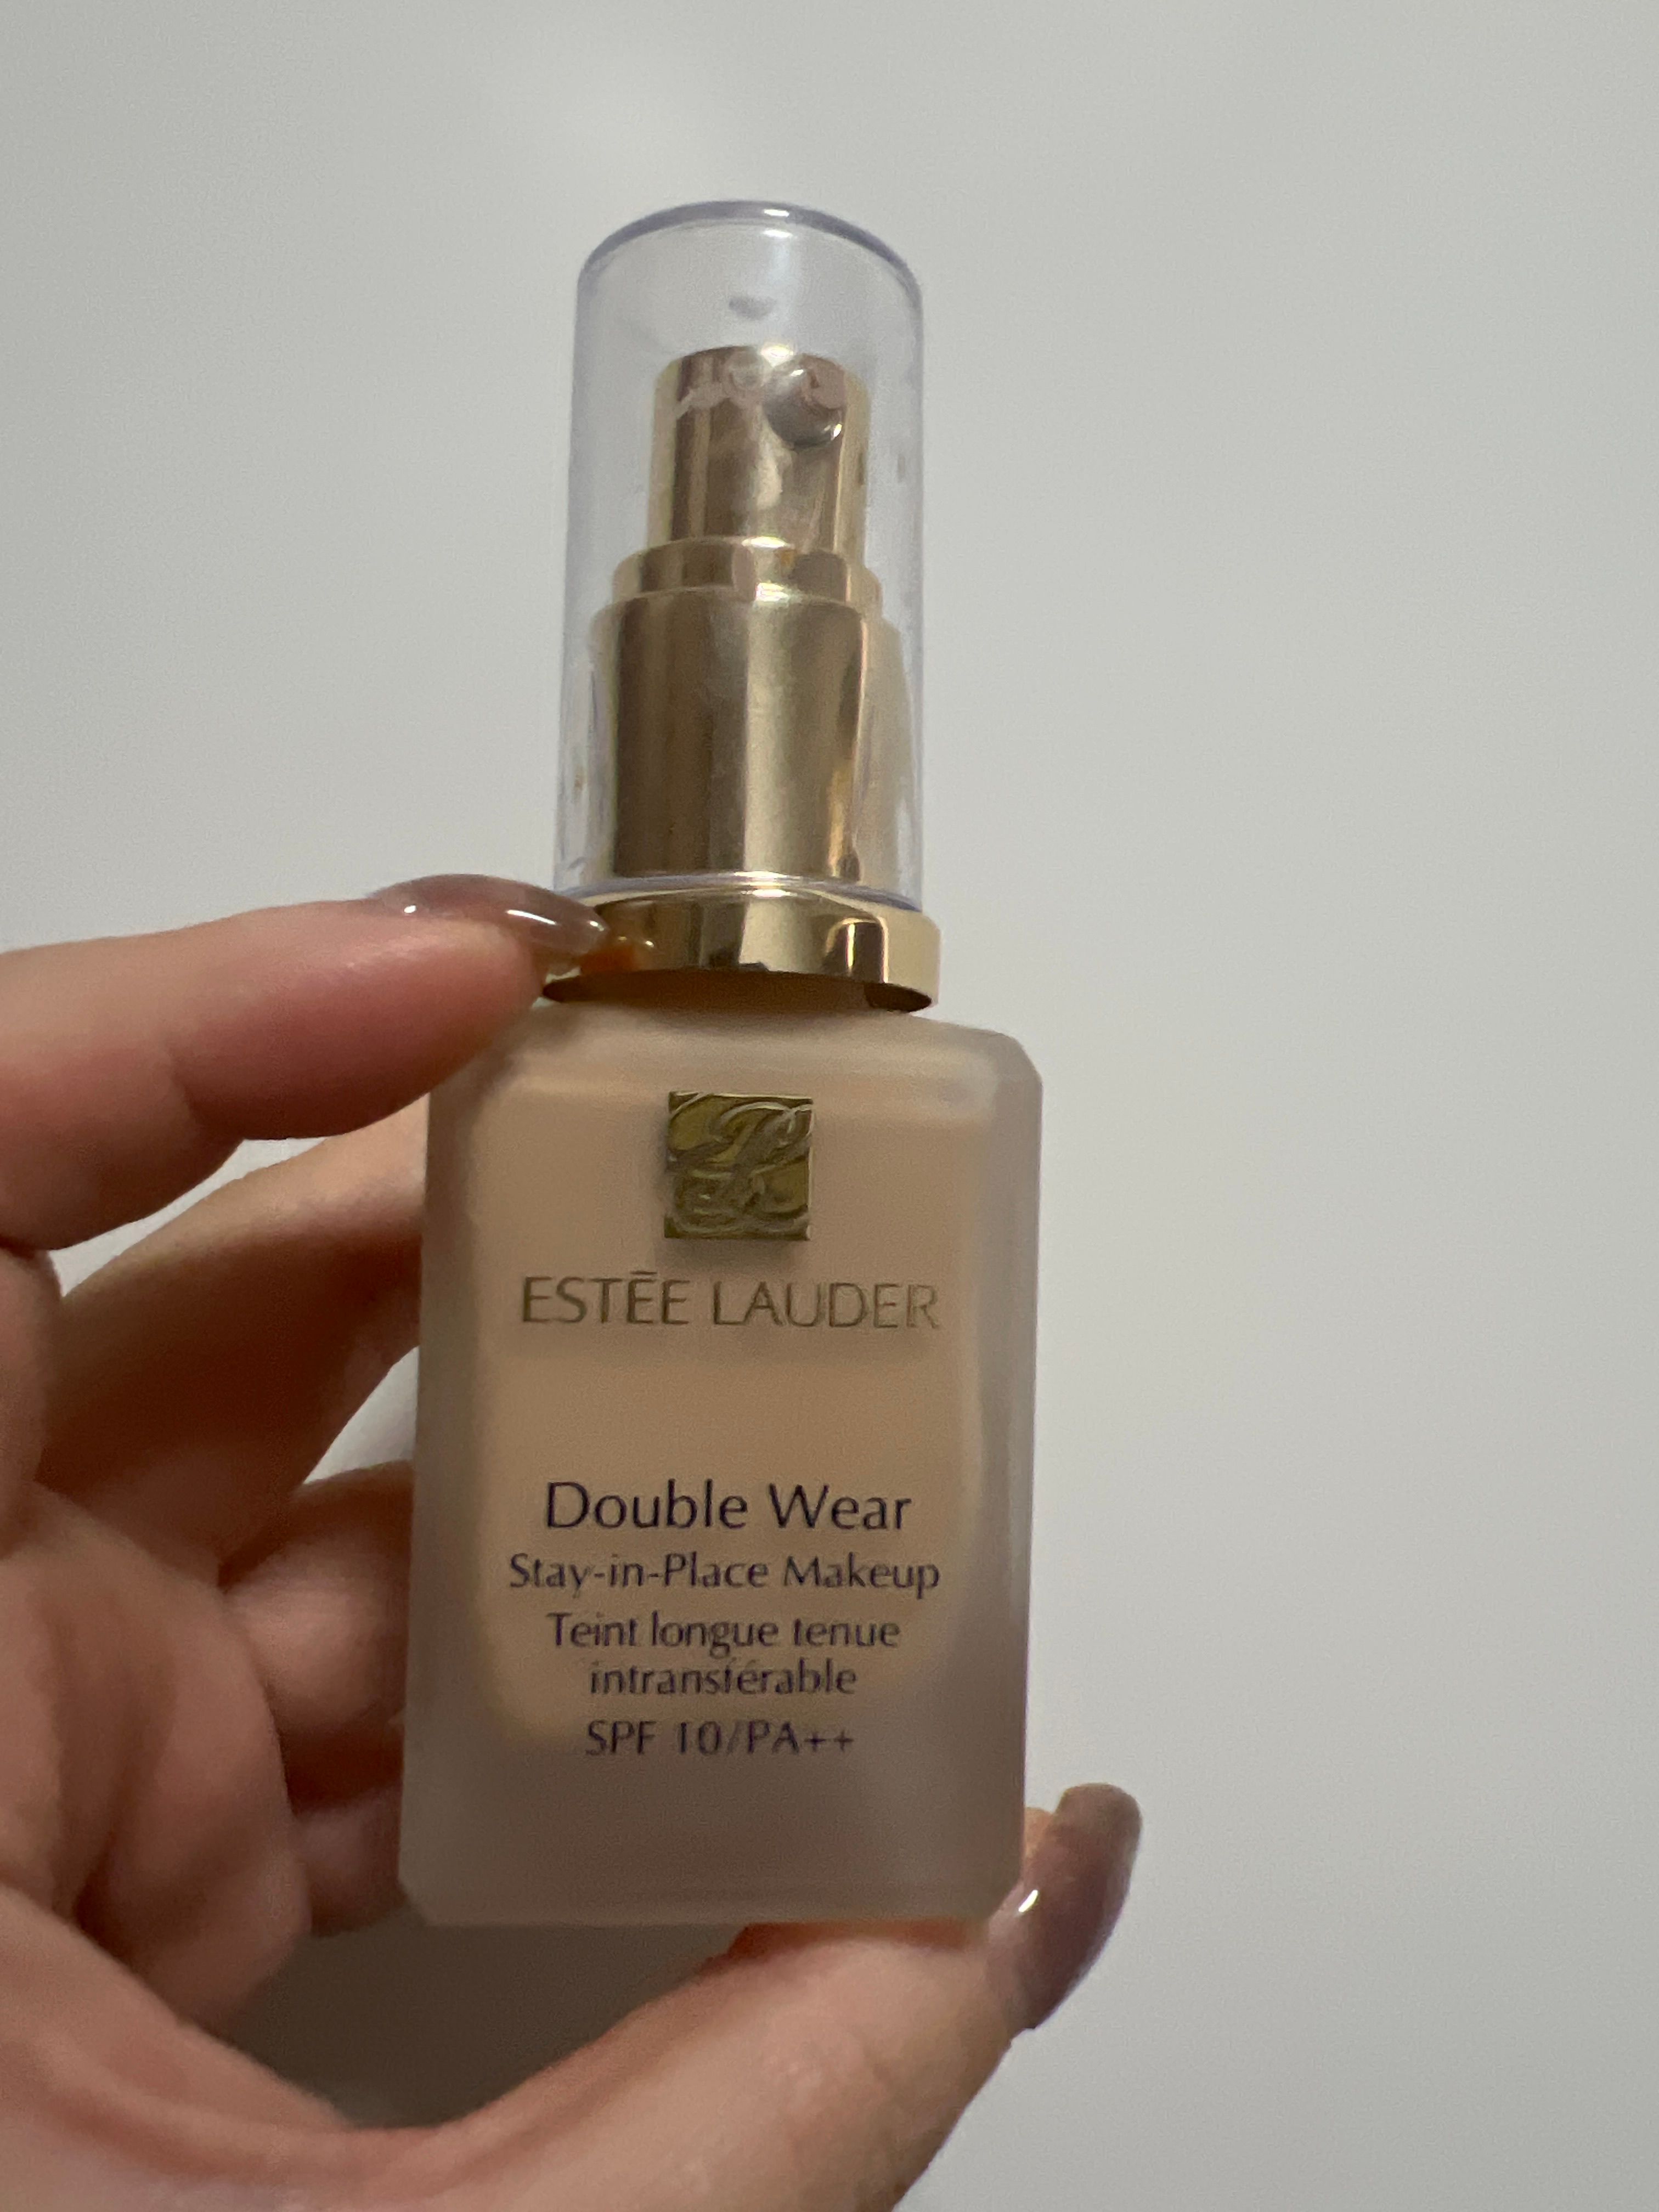 ESTĒE LAUDER
Double Wear
Stay-in-Place Makeup
Teint longue tenue
intransférable
SPF 10/PA++